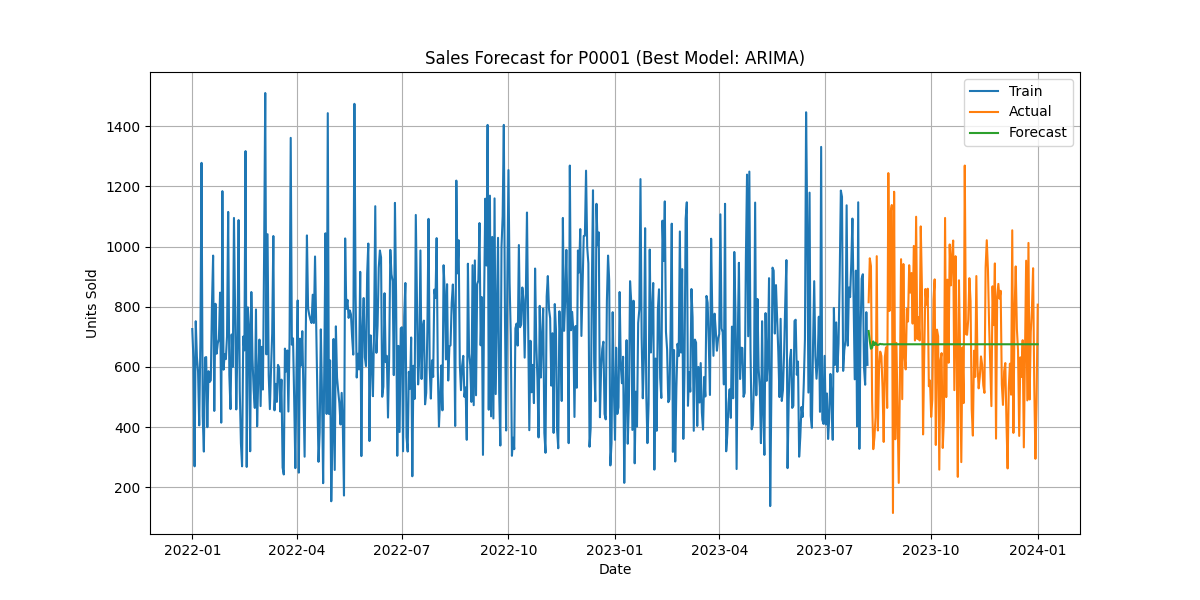 Sales Forecast for P0001 (Best Model: ARIMA)
Train
Actual
Forecast
Units Sold
1400
1200
1000
800
600
400
200
2022-01
2022-04
2022-07
2022-10
2023-01
2023-04
2023-07
2023-10
2024-01
Date